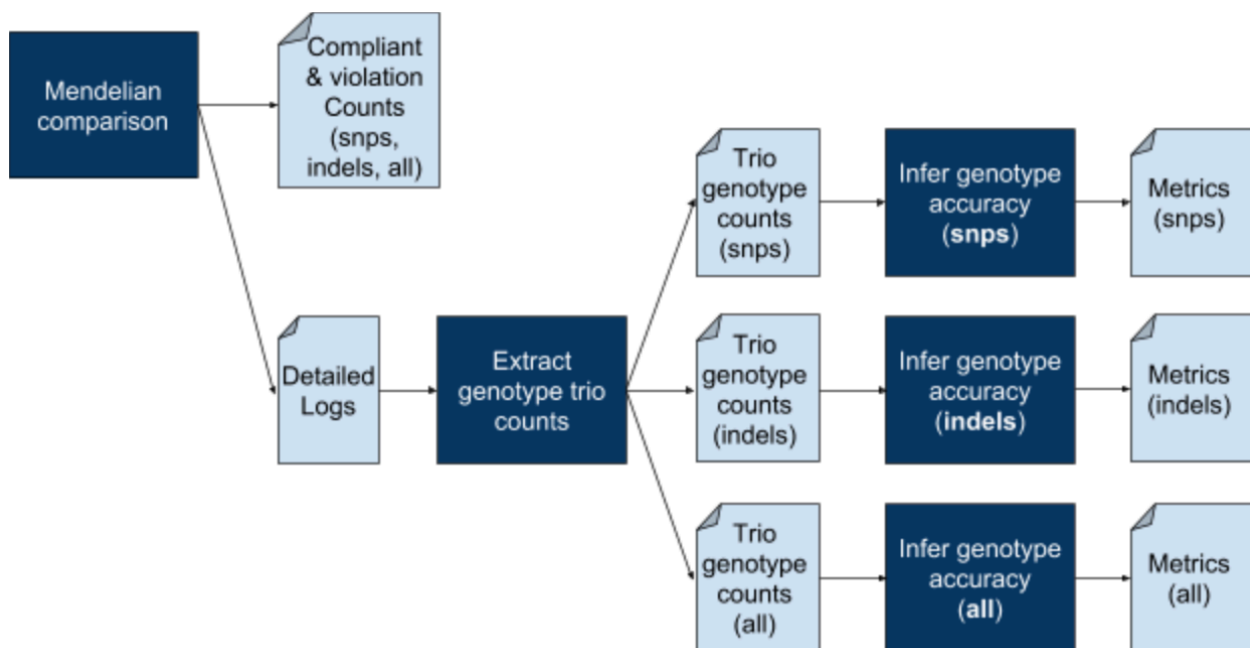 Mendelian
comparison
Compliant
& violation
Counts
(snps,
indels, all)
Detailed
Logs
Extract
genotype trio
counts
Trio
genotype
counts
(snps)
Infer genotype
accuracy
(snps)
Metrics
(snps)
Trio
genotype
counts
(indels)
Infer genotype
accuracy
(indels)
Metrics
(indels)
Trio
genotype
counts
(all)
Infer genotype
accuracy
(all)
Metrics
(all)